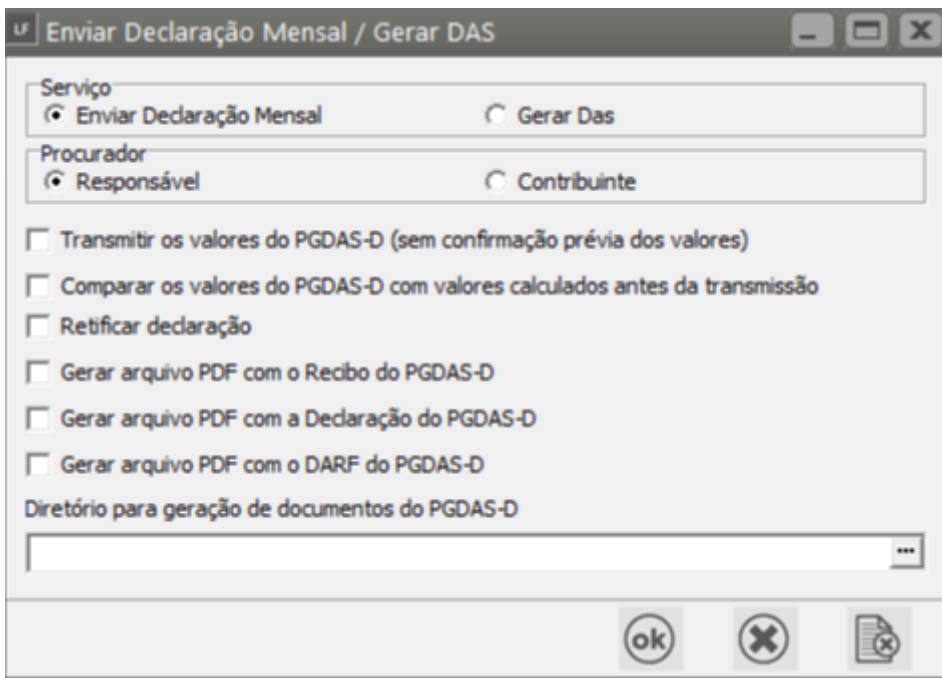 LF Enviar Declaração Mensal / Gerar DAS
Serviço
Enviar Declaração Mensal Gerar Das
Procurador
Responsável Contribuinte
Transmitir os valores do PGDAS-D (sem confirmação prévia dos valores)
Comparar os valores do PGDAS-D com valores calculados antes da transmissão
Retificar declaração
Gerar arquivo PDF com o Recibo do PGDAS-D
Gerar arquivo PDF com a Declaração do PGDAS-D
Gerar arquivo PDF com o DARF do PGDAS-D
Diretório para geração de documentos do PGDAS-D
...
ok